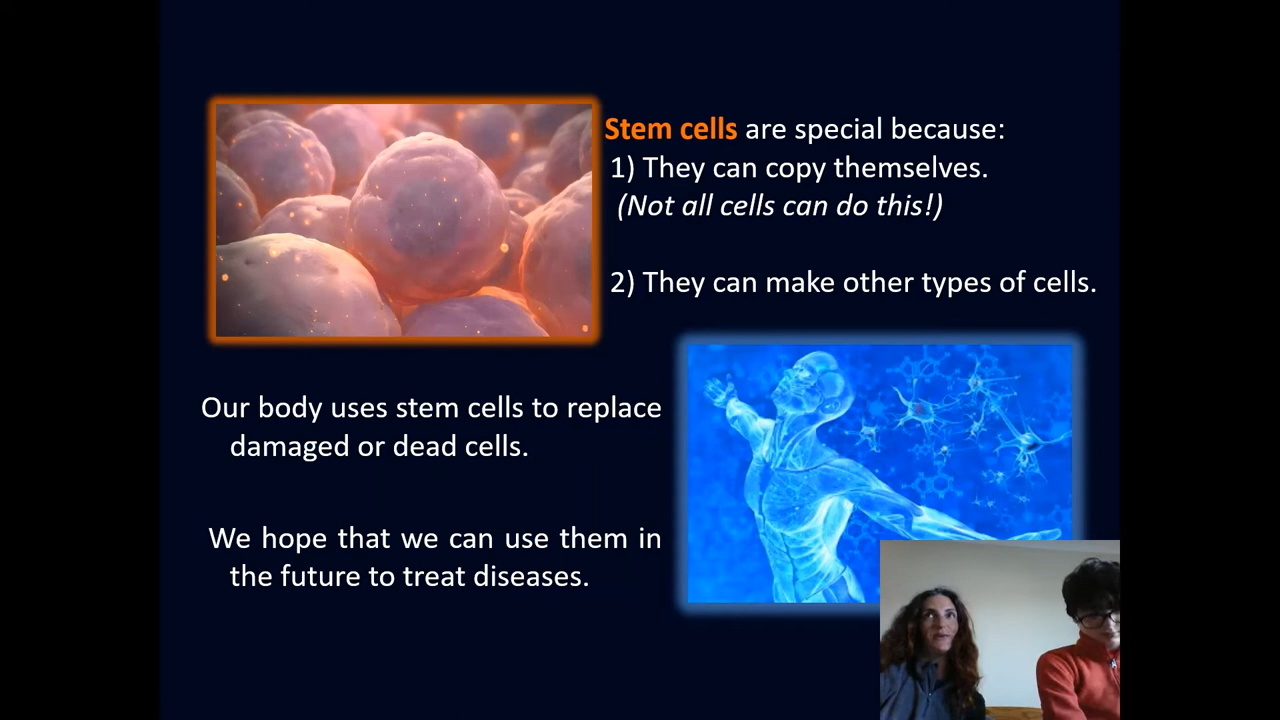 Stem cells are special because:
1) They can copy themselves.
(Not all cells can do this!)
2) They can make other types of cells.
Our body uses stem cells to replace
damaged or dead cells.
We hope that we can use them in
the future to treat diseases.